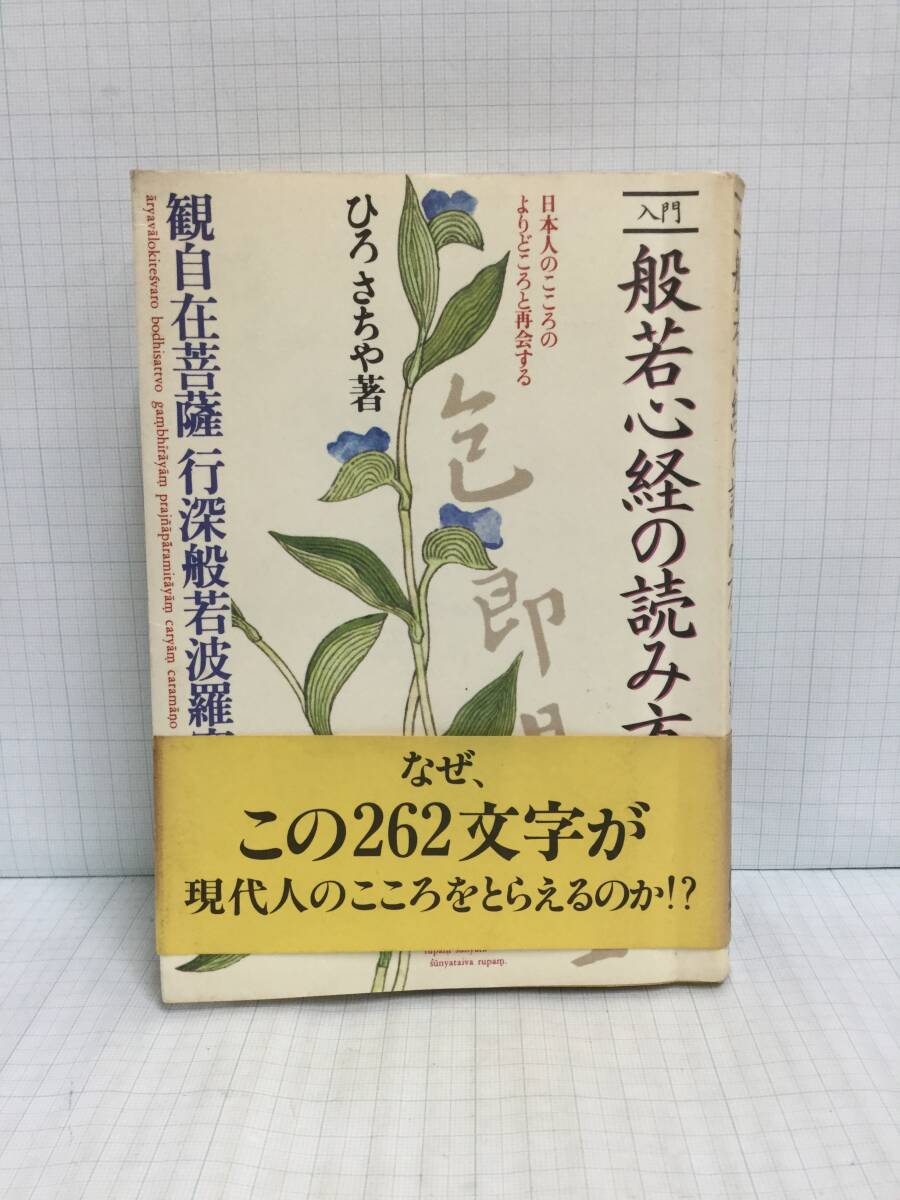 入門
般若心経の読み方
日本人のこころの
よりどころと再会する
ひろ さちや著
色即是
観自在菩薩 行深般若波羅
āryavālokiteśvaro bodhisattvo gaṃbhīrāyāṃ prajñāpāramitāyāṃ caryāṃ caramāṇo
なぜ、
この262文字が
現代人のこころをとらえるのか!?
śūnyataiva rupaṃ.